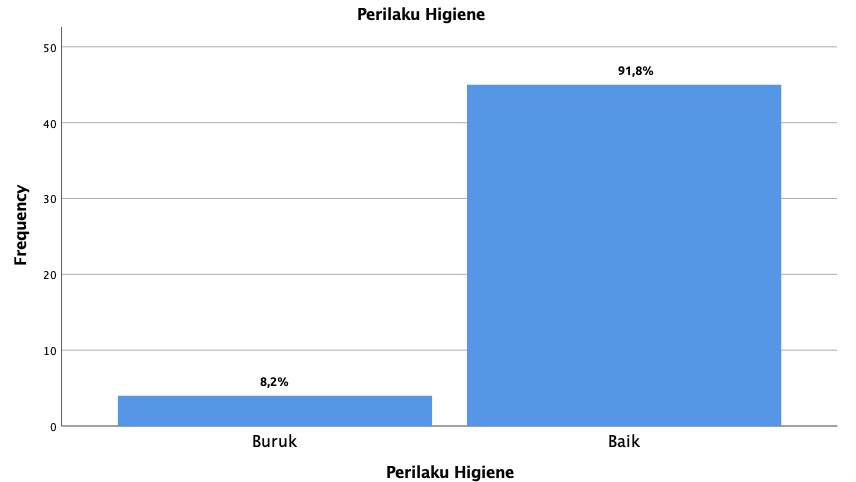 Perilaku Higiene
50
91,8%
40
30
Frequency
20
10
8,2%
0
Buruk
Baik
Perilaku Higiene